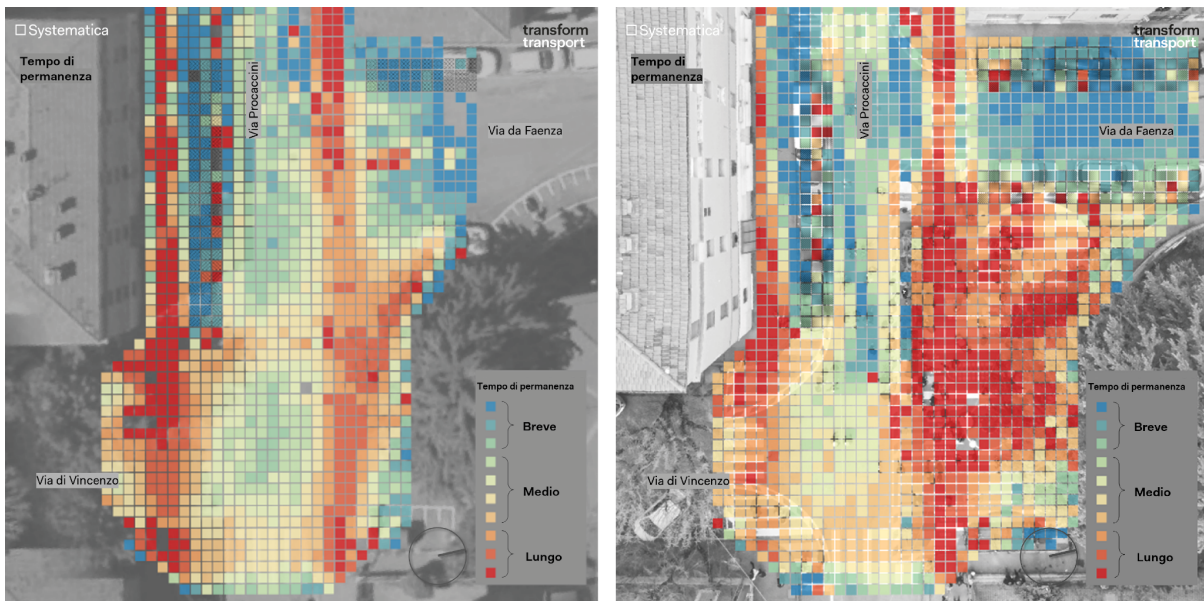 Systematica
transform
transport
Tempo di
permanenza
Via Procaccini
Via da Faenza
Via di Vincenzo
Tempo di permanenza
Breve
Medio
Lungo
Systematica
transform
transport
Tempo di
permanenza
Via Procaccini
Via da Faenza
Via di Vincenzo
Tempo di permanenza
Breve
Medio
Lungo